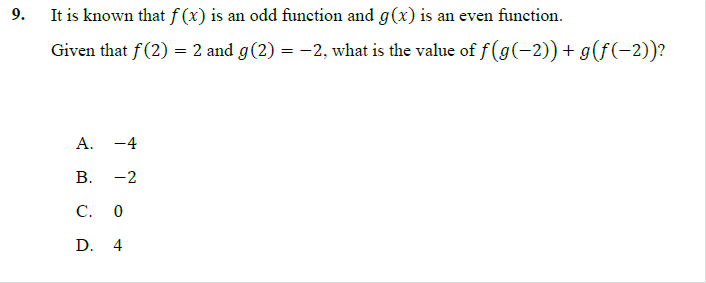 9. It is known that f(x) is an odd function and g(x) is an even function.
Given that f(2) = 2 and g(2) = −2, what is the value of f(g(−2)) + g(f(−2))?
A. −4
B. −2
C. 0
D. 4